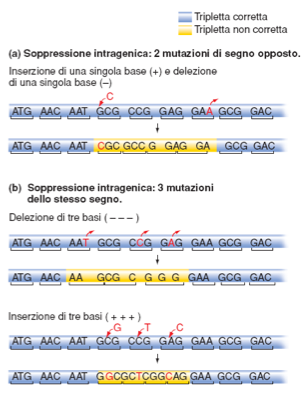 Tripletta corretta
Tripletta non corretta
(a) Soppressione intragenica: 2 mutazioni di segno opposto.
Inserzione di una singola base (+) e delezione
di una singola base (–)
C
ATG AAC AAT GCG CCG GAG GAA GCG GAC
ATG AAC AAT CGC GCC G GAG GA GCG GAC
(b) Soppressione intragenica: 3 mutazioni
dello stesso segno.
Delezione di tre basi ( – – – )
ATG AAC AAT GCG CCG GAG GAA GCG GAC
ATG AAC AA GCG C G G G GAA GCG GAC
Inserzione di tre basi ( + + + )
G T C
ATG AAC AAT GCG CCG GAG GAA GCG GAC
ATG AAC AAT GGCGCTCGGCAG GAA GCG GAC